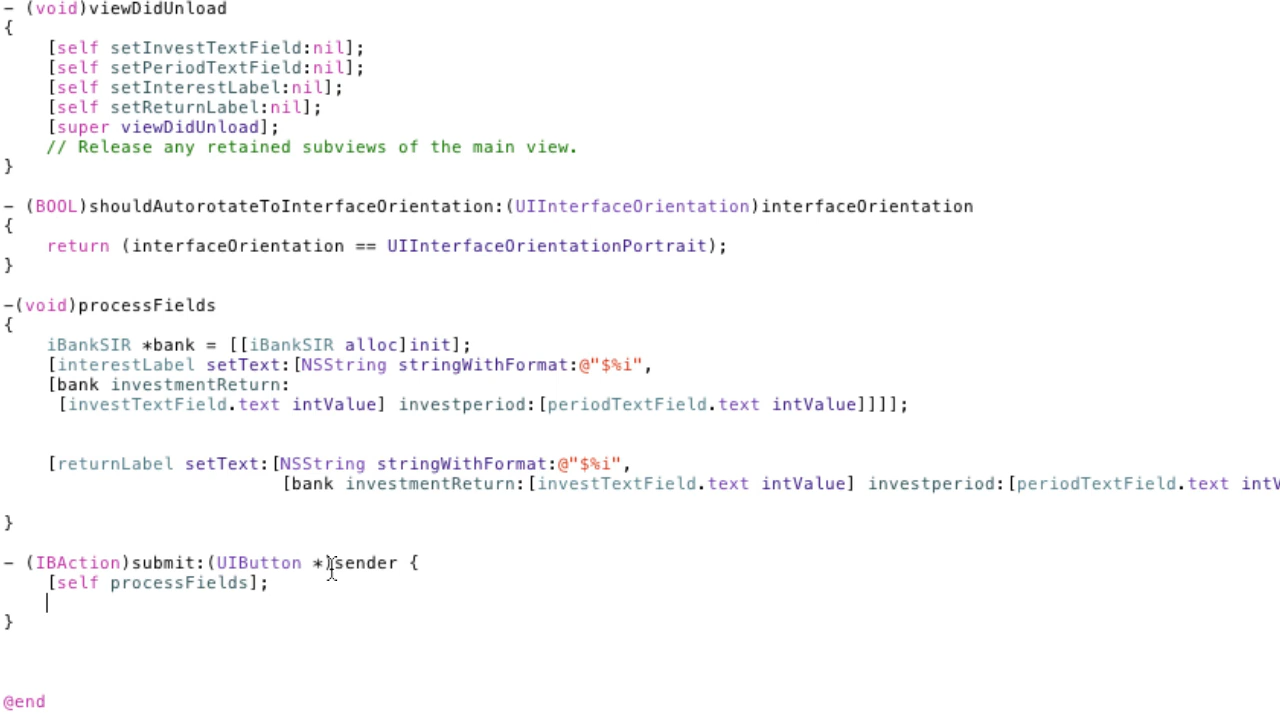 - (void)viewDidUnload
{
    [self setInvestTextField:nil];
    [self setPeriodTextField:nil];
    [self setInterestLabel:nil];
    [self setReturnLabel:nil];
    [super viewDidUnload];
    // Release any retained subviews of the main view.
}
- (BOOL)shouldAutorotateToInterfaceOrientation:(UIInterfaceOrientation)interfaceOrientation
{
    return (interfaceOrientation == UIInterfaceOrientationPortrait);
}
-(void)processFields
{
    iBankSIR *bank = [[iBankSIR alloc]init];
    [interestLabel setText:[NSString stringWithFormat:@"$%i",
    [bank investmentReturn:
     [investTextField.text intValue] investperiod:[periodTextField.text intValue]]]];
    [returnLabel setText:[NSString stringWithFormat:@"$%i",
                          [bank investmentReturn:[investTextField.text intValue] investperiod:[periodTextField.text intV
}
- (IBAction)submit:(UIButton *)sender {
    [self processFields];
}
@end